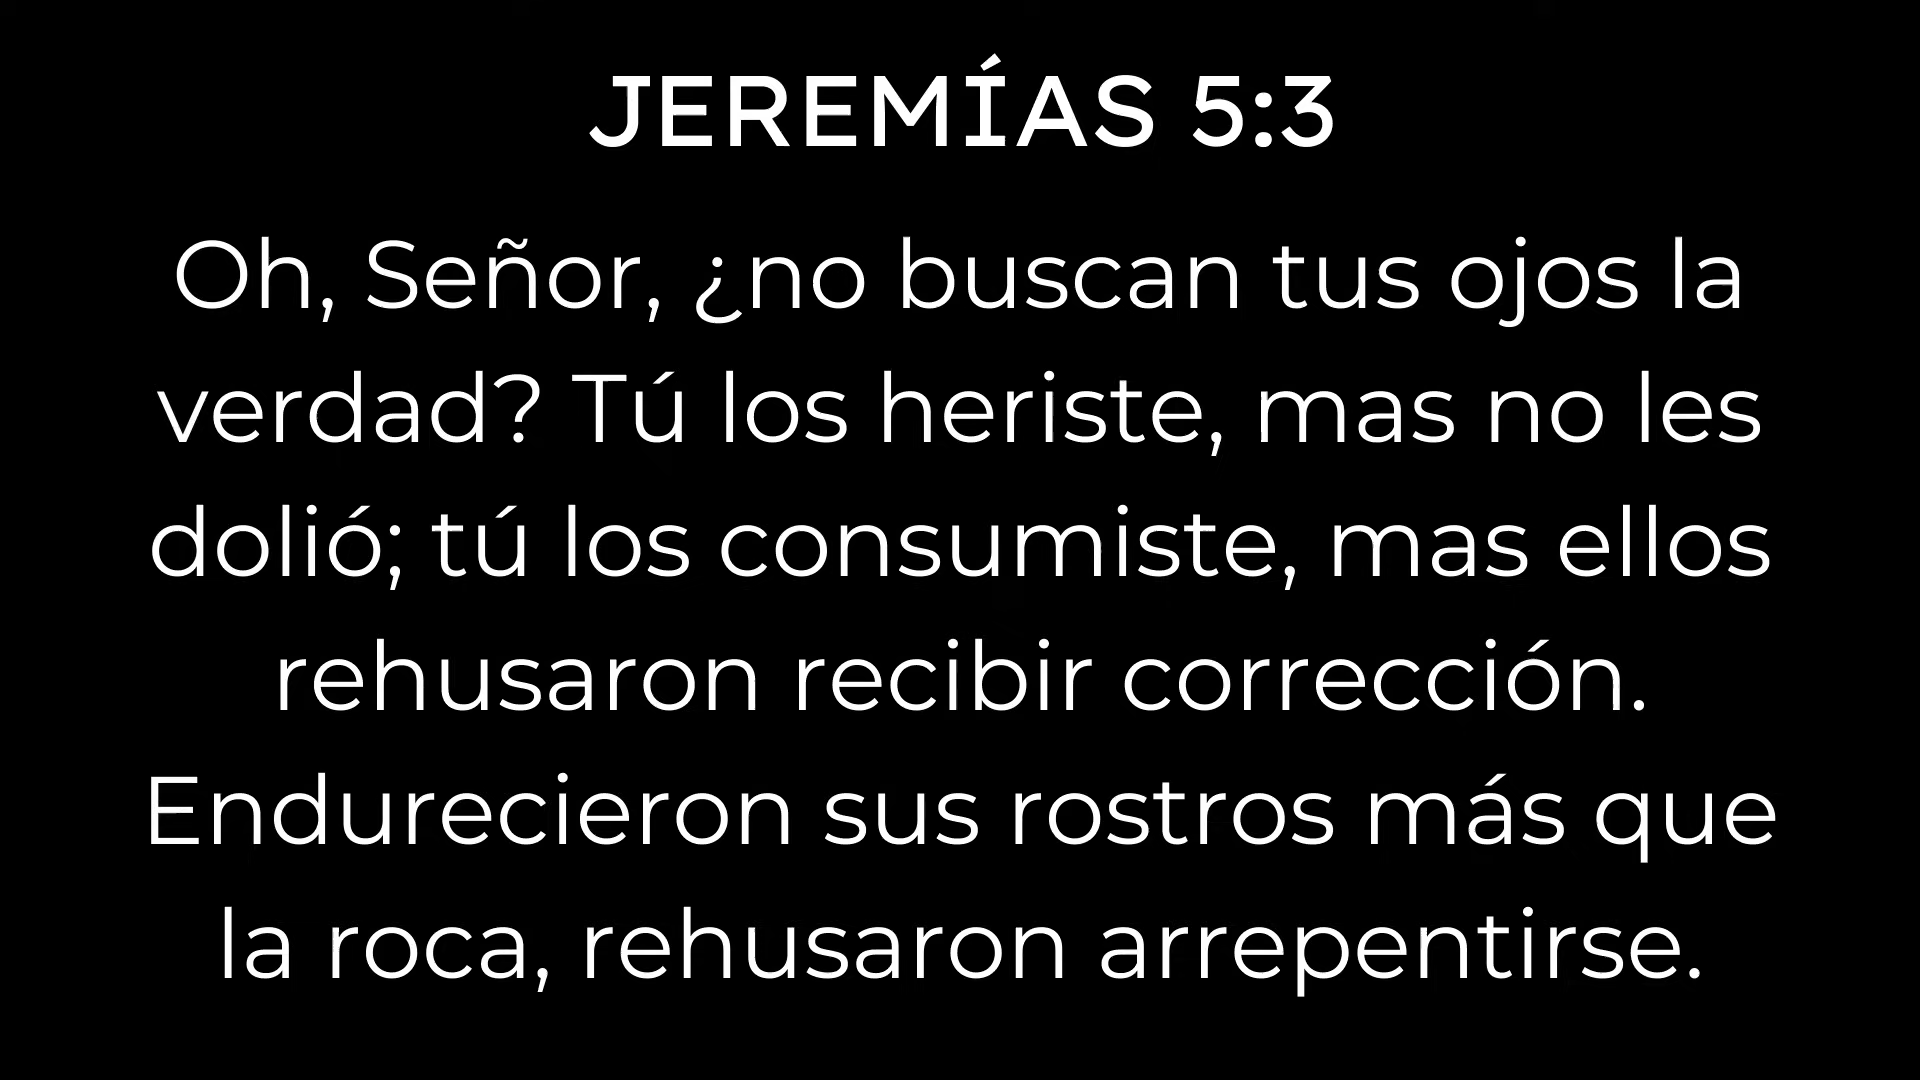 JEREMÍAS 5:3
Oh, Señor, ¿no buscan tus ojos la
verdad? Tú los heriste, mas no les
dolió; tú los consumiste, mas ellos
rehusaron recibir corrección.
Endurecieron sus rostros más que
la roca, rehusaron arrepentirse.